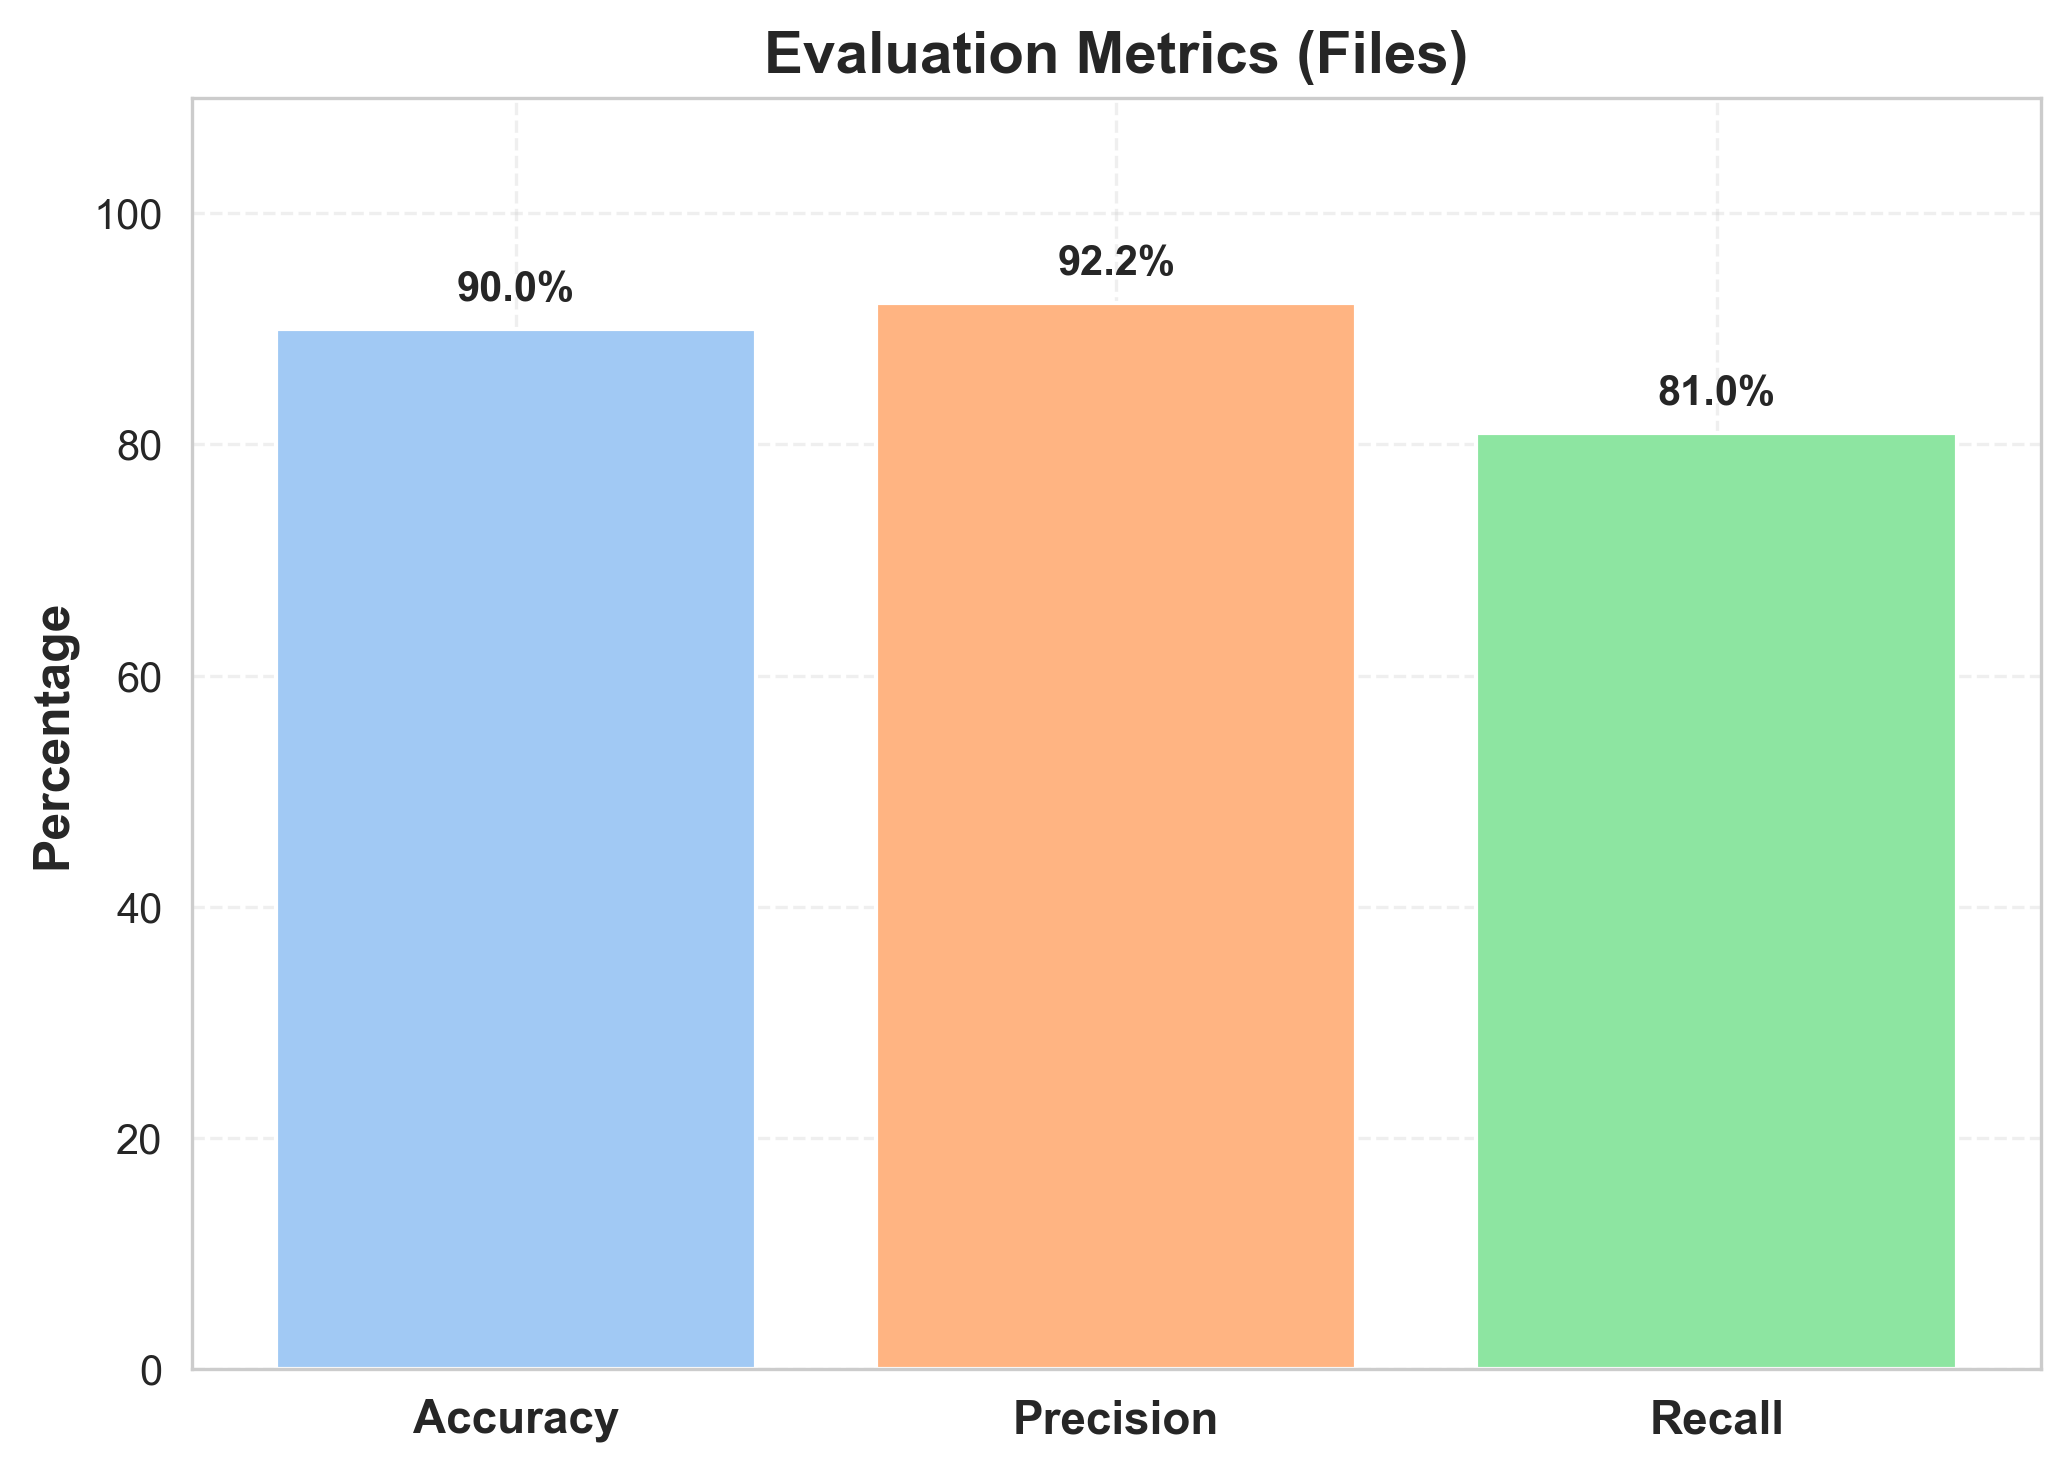 Evaluation Metrics (Files)
Percentage
100
80
60
40
20
0
90.0%
92.2%
81.0%
Accuracy
Precision
Recall